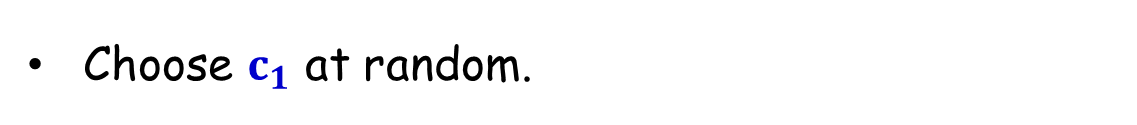 • Choose c₁ at random.